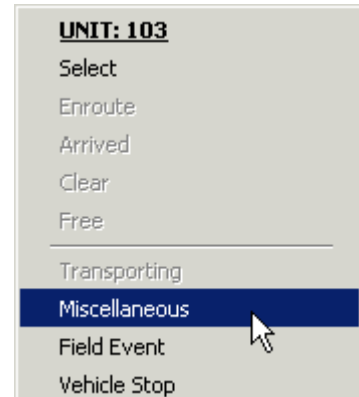 UNIT: 103
Select
Enroute
Arrived
Clear
Free
Transporting
Miscellaneous
Field Event
Vehicle Stop